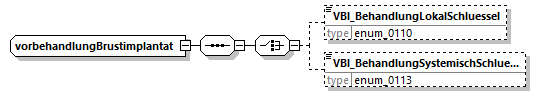 vorbehandlungBrustimplantat
VBI_BehandlungLokalSchluessel
type enum_0110
VBI_BehandlungSystemischSchlue...
type enum_0113